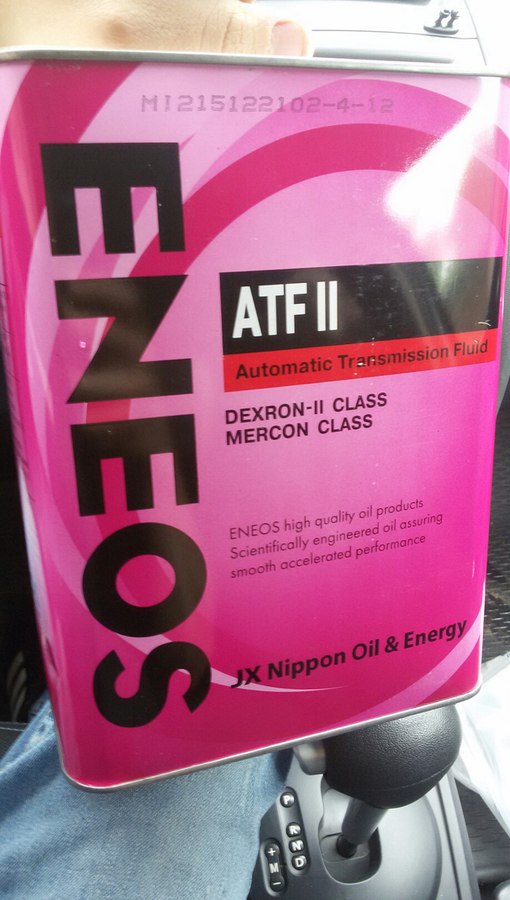 MI215122102-4-12
ENEOS
ATF II
Automatic Transmission Fluid
DEXRON-II CLASS
MERCON CLASS
ENEOS high quality oil products
Scientifically engineered oil assuring
smooth accelerated performance
JX Nippon Oil & Energy
P
R
N
D
+
M
-